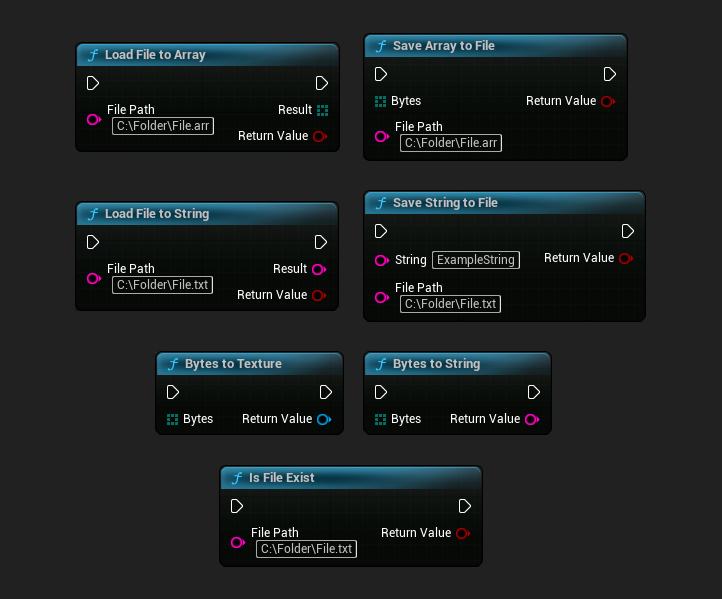 f Load File to Array
File Path
C:\Folder\File.arr
Result
Return Value
f Save Array to File
Bytes
Return Value
File Path
C:\Folder\File.arr
f Load File to String
File Path
C:\Folder\File.txt
Result
Return Value
f Save String to File
String ExampleString
Return Value
File Path
C:\Folder\File.txt
f Bytes to Texture
Bytes Return Value
f Bytes to String
Bytes Return Value
f Is File Exist
File Path
C:\Folder\File.txt
Return Value